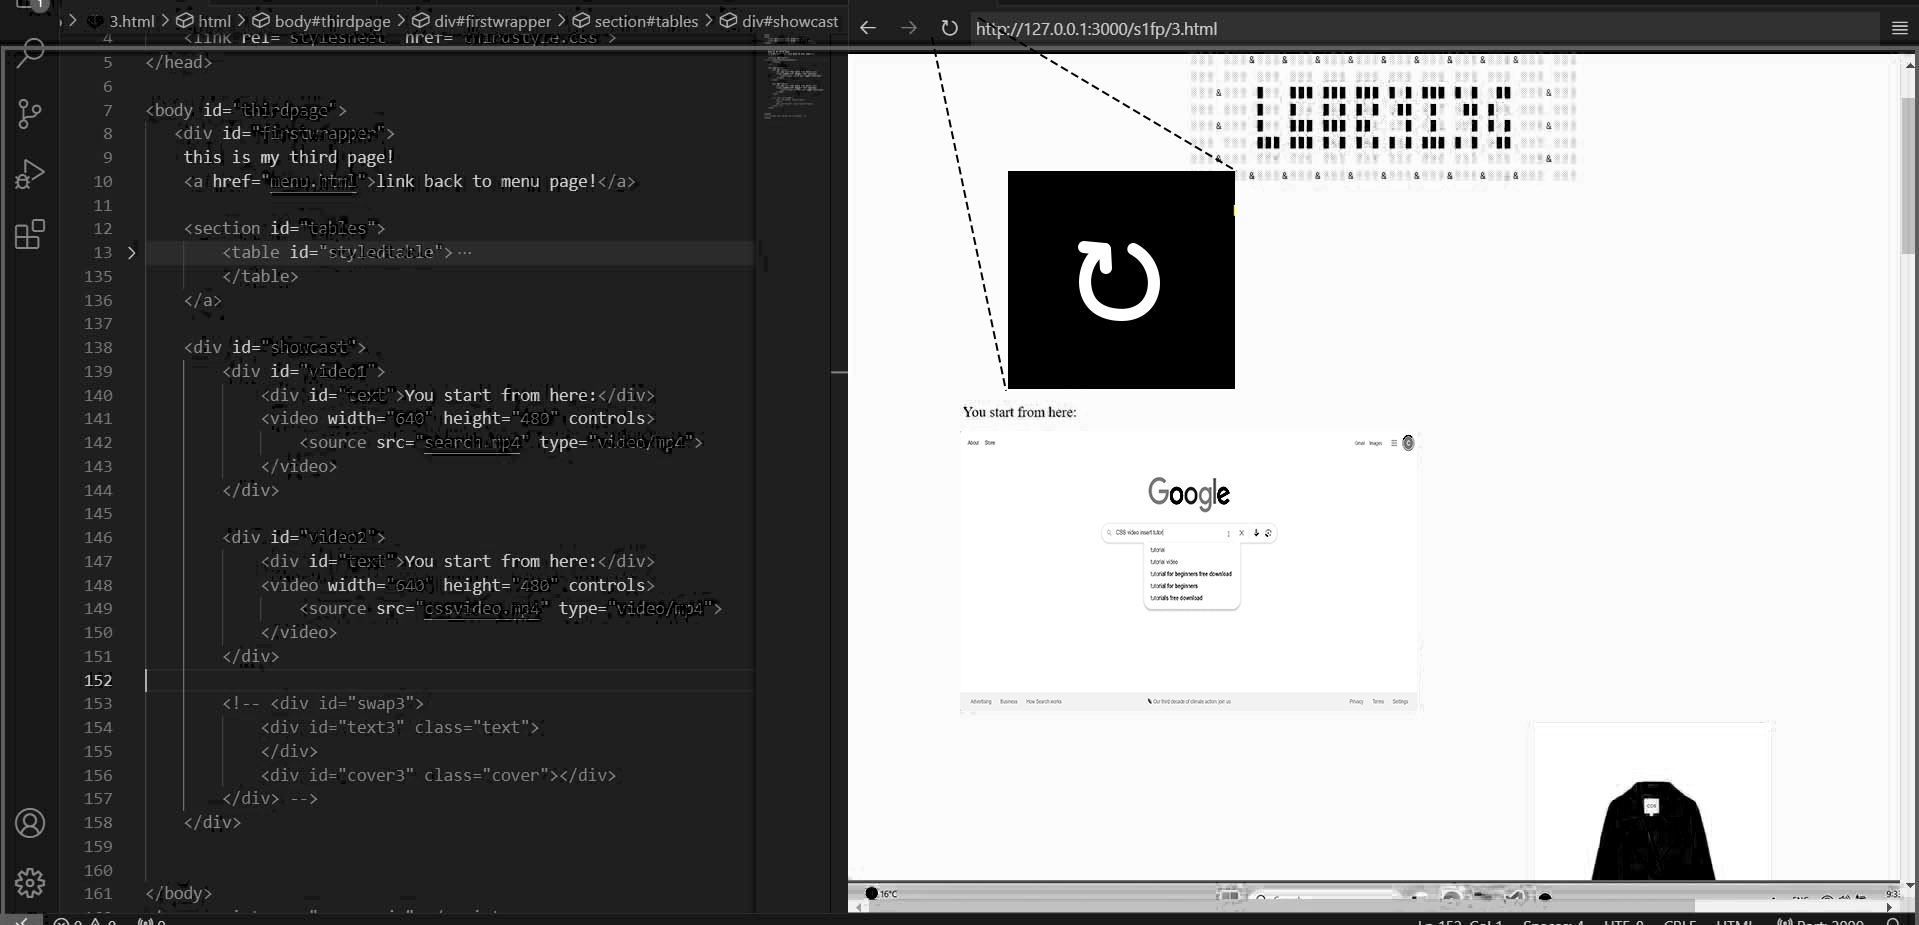 1
3.html > html > body#thirdpage > div#firstwrapper > section#tables > div#showcast
http://127.0.0.1:3000/s1fp/3.html
4 <link rel="stylesheet" href="thirdstyle.css">
5 </head>
6
7 <body id="thirdpage">
8 <div id="firstwrapper">
9 this is my third page!
10 <a href="menu.html">link back to menu page!</a>
11
12 <section id="tables">
13 <table id="styledtable">···
135 </table>
136 </a>
137
138 <div id="showcast">
139 <div id="video1">
140 <div id="text">You start from here:</div>
141 <video width="640" height="480" controls>
142 <source src="search.mp4" type="video/mp4">
143 </video>
144 </div>
145
146 <div id="video2">
147 <div id="text">You start from here:</div>
148 <video width="640" height="480" controls>
149 <source src="cssvideo.mp4" type="video/mp4">
150 </video>
151 </div>
152
153 <!-- <div id="swap3">
154 <div id="text3" class="text">
155 </div>
156 <div id="cover3" class="cover"></div>
157 </div> -->
158 </div>
159
160
161 </body>
You start from here:
About Store
Gmail Images
Google
CSS video insert tutor
tutorial
tutorial video
tutorial for beginners free download
tutorial for beginners
tutorials free download
Advertising Business How Search works
Our third decade of climate action: join us
Privacy Terms Settings
COS
16°C
Ln 152, Col 1 Spaces: 4 UTF-8 CRLF HTML Port: 3000